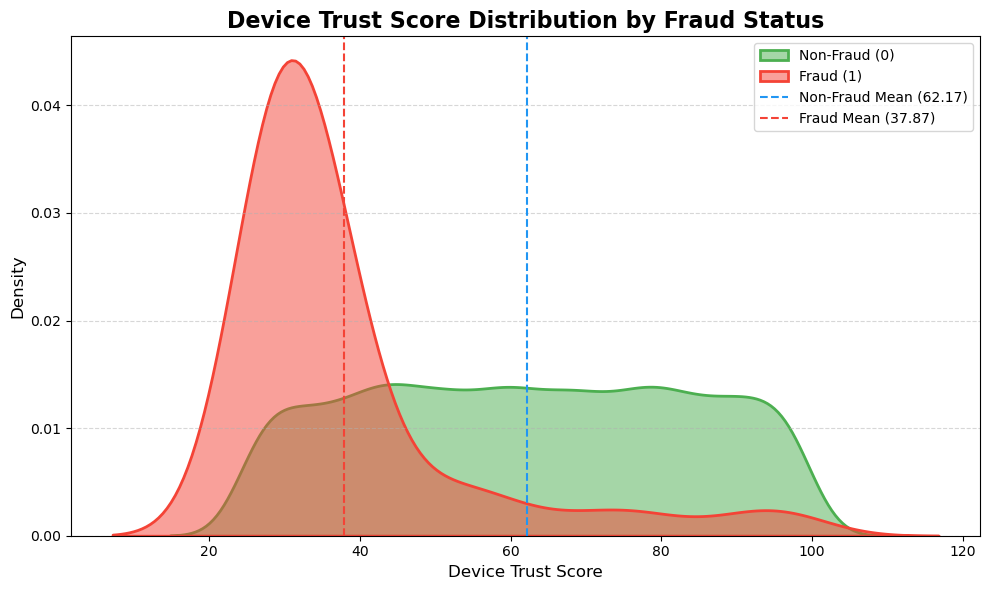 Device Trust Score Distribution by Fraud Status
Non-Fraud (0)
Fraud (1)
Non-Fraud Mean (62.17)
Fraud Mean (37.87)
Density
0.04
0.03
0.02
0.01
0.00
20 40 60 80 100 120
Device Trust Score